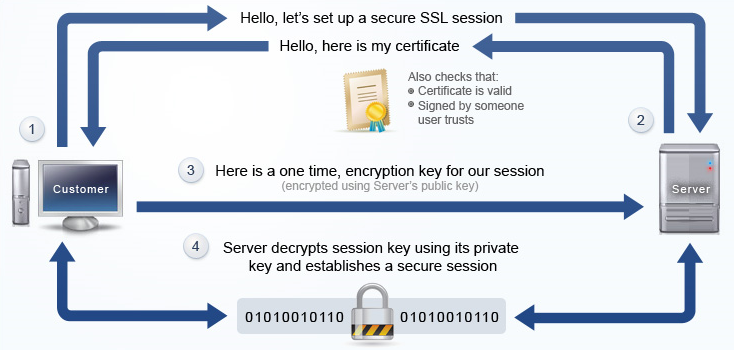 Hello, let's set up a secure SSL session
Hello, here is my certificate
Also checks that:
Certificate is valid
Signed by someone
user trusts
1
2
Customer
3
Here is a one time, encryption key for our session
(encrypted using Server's public key)
Server
4
Server decrypts session key using its private
key and establishes a secure session
01010010110
01010010110